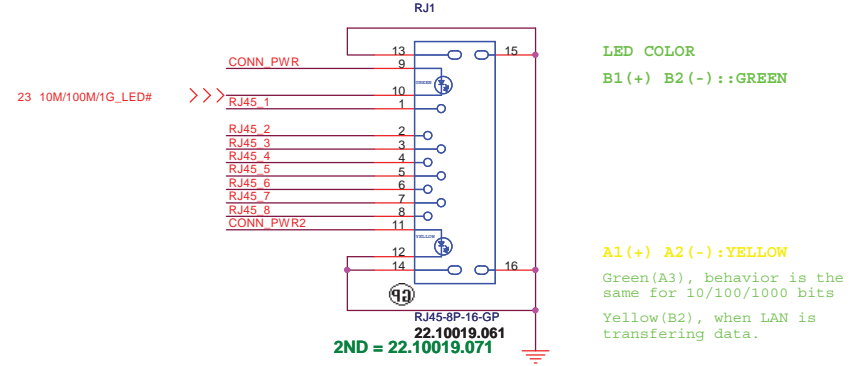 RJ1
13
15
CONN_PWR
9
GREEN
10
23 10M/100M/1G_LED#
RJ45_1
1
RJ45_2
2
RJ45_3
3
RJ45_4
4
RJ45_5
5
RJ45_6
6
RJ45_7
7
RJ45_8
8
CONN_PWR2
11
YELLOW
12
14
16
LED COLOR
B1(+) B2(-)::GREEN
A1(+) A2(-):YELLOW
Green(A3), behavior is the
same for 10/100/1000 bits
Yellow(B2), when LAN is
transfering data.
RJ45-8P-16-GP
22.10019.061
2ND = 22.10019.071